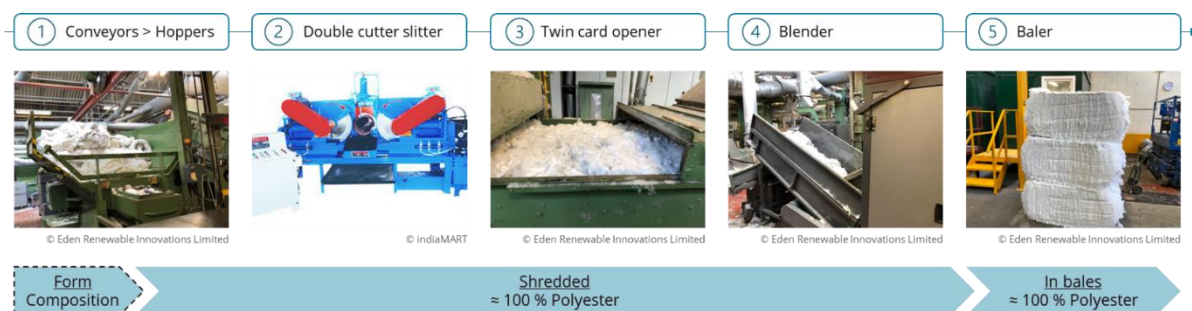 1 Conveyors > Hoppers
2 Double cutter slitter
3 Twin card opener
4 Blender
5 Baler
© Eden Renewable Innovations Limited
© indiaMART
© Eden Renewable Innovations Limited
© Eden Renewable Innovations Limited
© Eden Renewable Innovations Limited
Form
Composition
Shredded
≈ 100 % Polyester
In bales
≈ 100 % Polyester